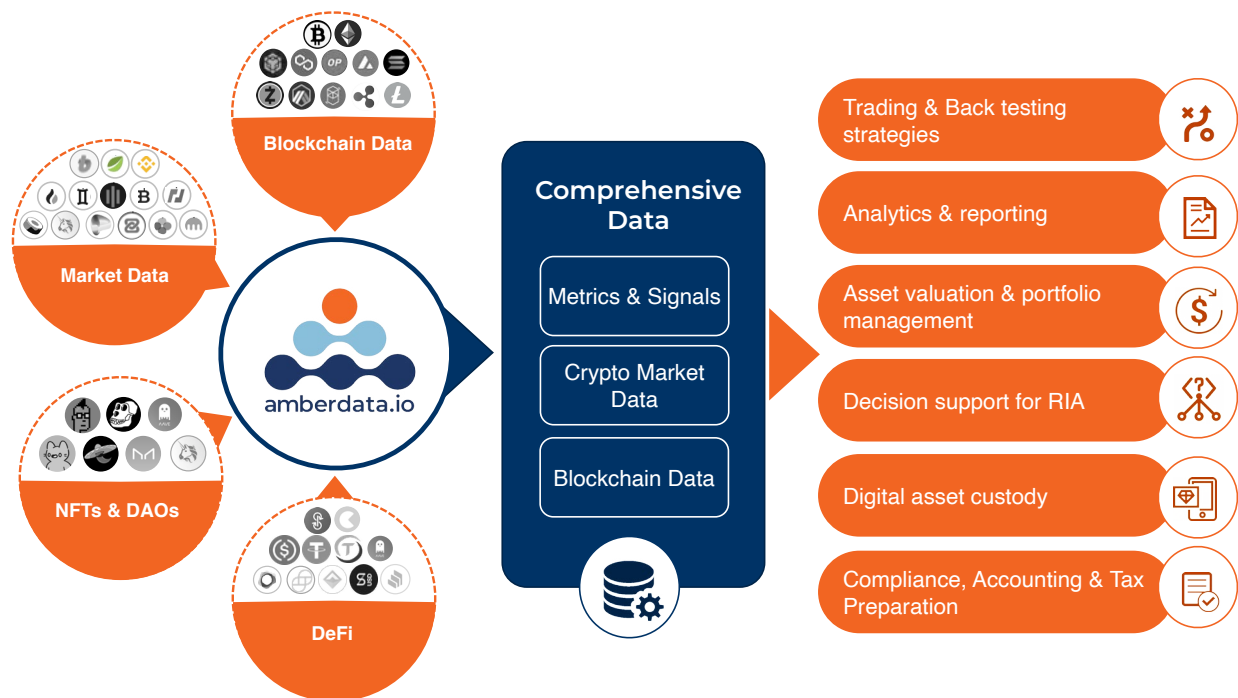 OP
Blockchain Data
Market Data
NFTs & DAOs
DeFi
amberdata.io
Comprehensive
Data
Metrics & Signals
Crypto Market
Data
Blockchain Data
Trading & Back testing
strategies
Analytics & reporting
Asset valuation & portfolio
management
Decision support for RIA
Digital asset custody
Compliance, Accounting & Tax
Preparation